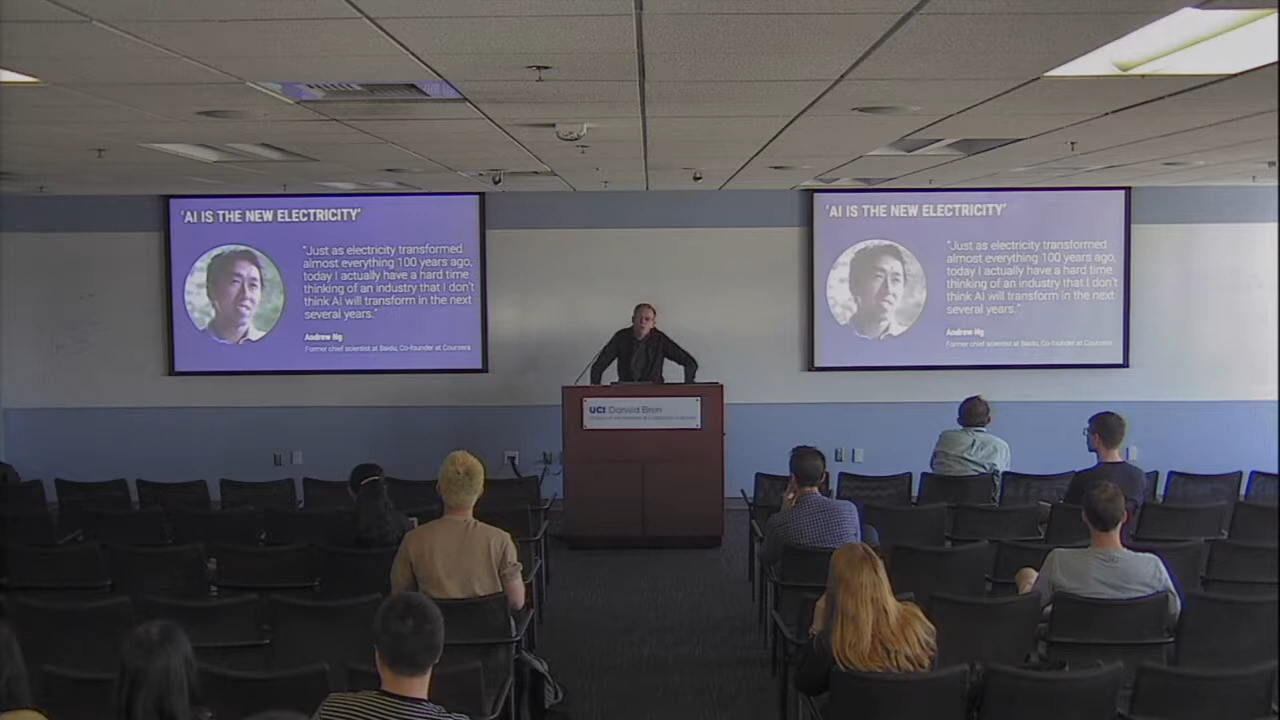 'AI IS THE NEW ELECTRICITY'
"Just as electricity transformed
almost everything 100 years ago,
today I actually have a hard time
thinking of an industry that I don't
think AI will transform in the next
several years."
Andrew Ng
Former chief scientist at Baidu, Co-founder at Coursera
'AI IS THE NEW ELECTRICITY'
"Just as electricity transformed
almost everything 100 years ago,
today I actually have a hard time
thinking of an industry that I don't
think AI will transform in the next
several years."
Andrew Ng
Former chief scientist at Baidu, Co-founder at Coursera
UCI Donald Bren